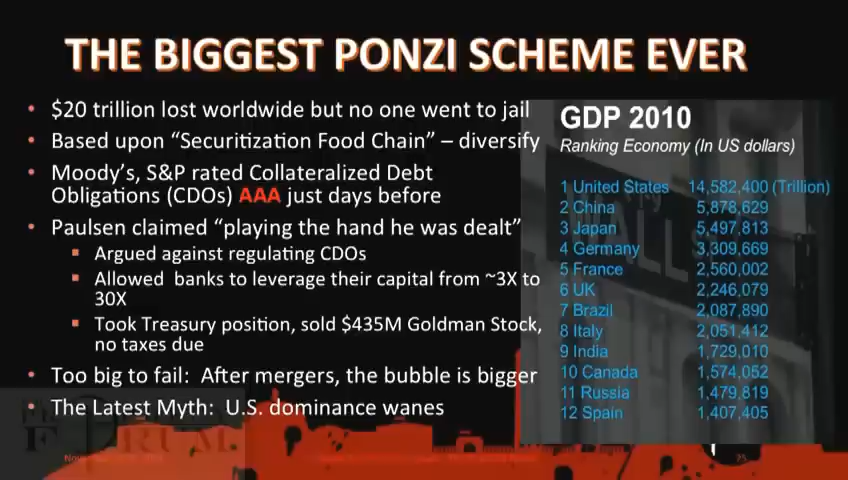 THE BIGGEST PONZI SCHEME EVER
• $20 trillion lost worldwide but no one went to jail
• Based upon “Securitization Food Chain” – diversify
• Moody’s, S&P rated Collateralized Debt
Obligations (CDOs) AAA just days before
• Paulsen claimed “playing the hand he was dealt”
▪ Argued against regulating CDOs
▪ Allowed banks to leverage their capital from ~3X to
30X
▪ Took Treasury position, sold $435M Goldman Stock,
no taxes due
• Too big to fail: After mergers, the bubble is bigger
• The Latest Myth: U.S. dominance wanes
GDP 2010
Ranking Economy (In US dollars)
1 United States 14,582,400 (Trillion)
2 China 5,878,629
3 Japan 5,497,813
4 Germany 3,309,669
5 France 2,560,002
6 UK 2,246,079
7 Brazil 2,087,890
8 Italy 2,051,412
9 India 1,729,010
10 Canada 1,574,052
11 Russia 1,479,819
12 Spain 1,407,405
FORUM
25